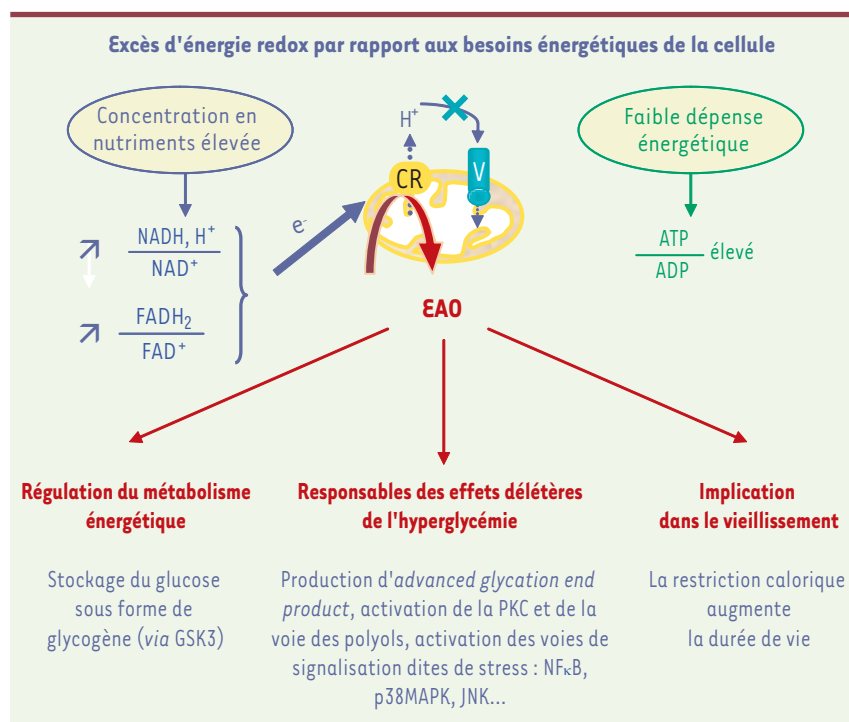 Excès d'énergie redox par rapport aux besoins énergétiques de la cellule
Concentration en
nutriments élevée
H⁺
Faible dépense
énergétique
CR
V
e⁻
NADH, H⁺
NAD⁺
FADH₂
FAD⁺
ATP
ADP
élevé
EAO
Régulation du métabolisme
énergétique
Stockage du glucose
sous forme de
glycogène (via GSK3)
Responsables des effets délétères
de l'hyperglycémie
Production d'advanced glycation end
product, activation de la PKC et de la
voie des polyols, activation des voies de
signalisation dites de stress : NFκB,
p38MAPK, JNK...
Implication
dans le vieillissement
La restriction calorique
augmente
la durée de vie